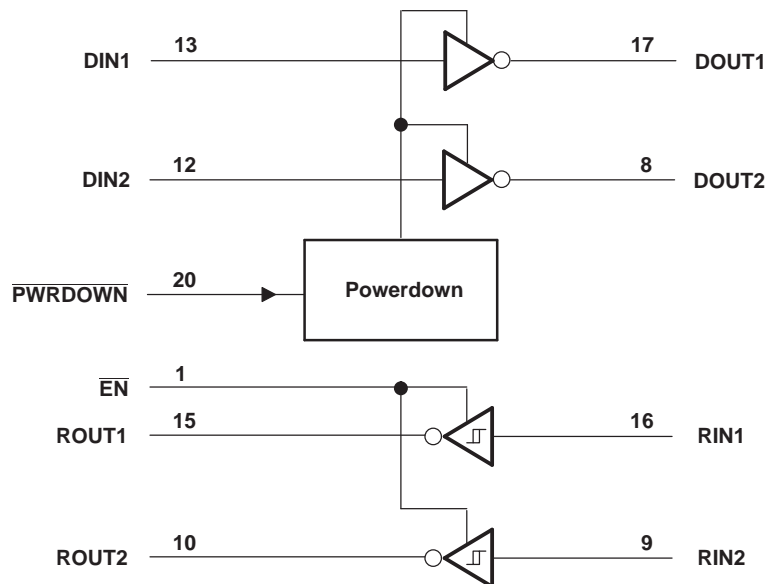 DIN1 13 17 DOUT1
DIN2 12 8 DOUT2
PWRDOWN 20 Powerdown
EN 1
ROUT1 15 16 RIN1
ROUT2 10 9 RIN2